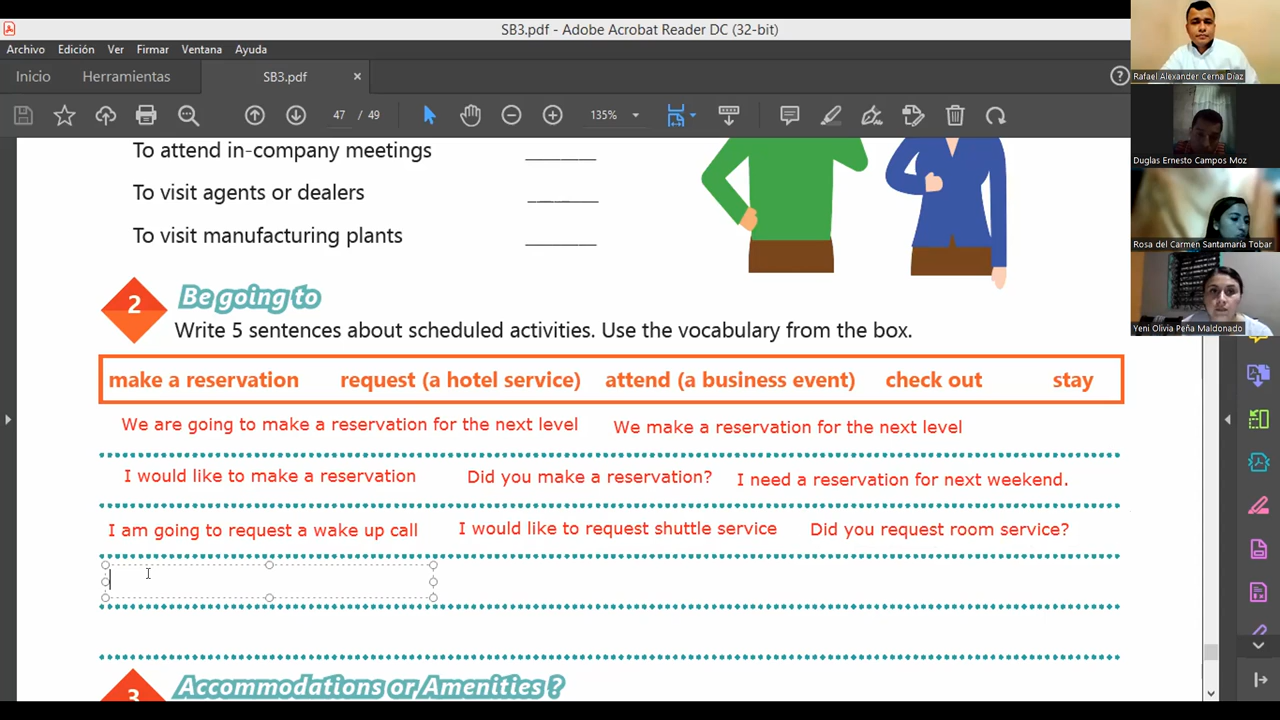 SB3.pdf - Adobe Acrobat Reader DC (32-bit)
Archivo Edición Ver Firmar Ventana Ayuda
Inicio Herramientas SB3.pdf ×
47 / 49 135%
To attend in-company meetings ______
To visit agents or dealers ______
To visit manufacturing plants ______
2 Be going to
Write 5 sentences about scheduled activities. Use the vocabulary from the box.
make a reservation request (a hotel service) attend (a business event) check out stay
We are going to make a reservation for the next level We make a reservation for the next level
I would like to make a reservation Did you make a reservation? I need a reservation for next weekend.
I am going to request a wake up call I would like to request shuttle service Did you request room service?
3 Accommodations or Amenities ?
Rafael Alexander Cerna Díaz
Duglas Ernesto Campos Moz
Rosa del Carmen Santamaría Tobar
Yeni Olivia Peña Maldonado